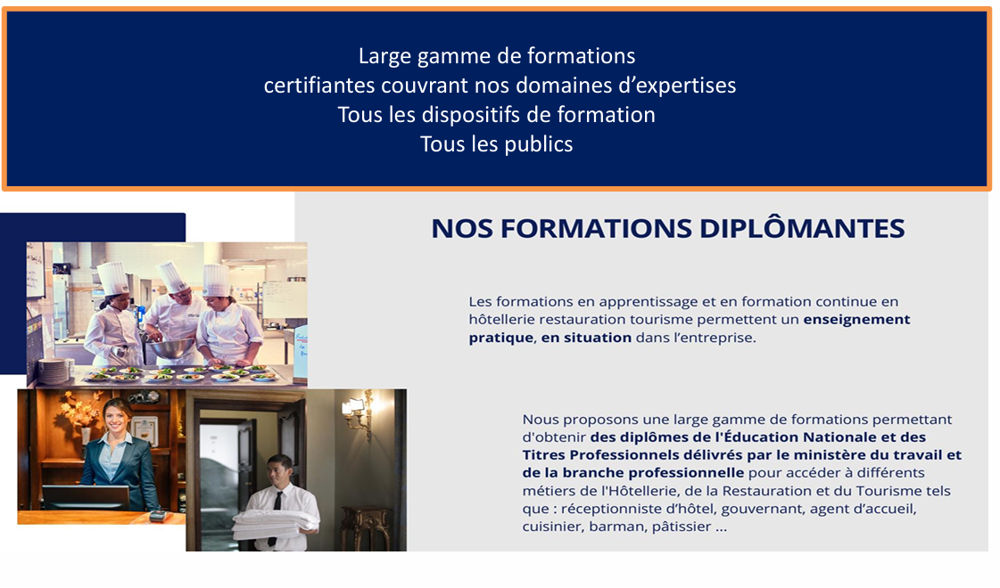 Large gamme de formations
certifiantes couvrant nos domaines d’expertises
Tous les dispositifs de formation
Tous les publics
NOS FORMATIONS DIPLÔMANTES
Les formations en apprentissage et en formation continue en
hôtellerie restauration tourisme permettent un enseignement
pratique, en situation dans l’entreprise.
Nous proposons une large gamme de formations permettant
d'obtenir des diplômes de l'Éducation Nationale et des
Titres Professionnels délivrés par le ministère du travail et
de la branche professionnelle pour accéder à différents
métiers de l'Hôtellerie, de la Restauration et du Tourisme tels
que : réceptionniste d’hôtel, gouvernant, agent d’accueil,
cuisinier, barman, pâtissier ...